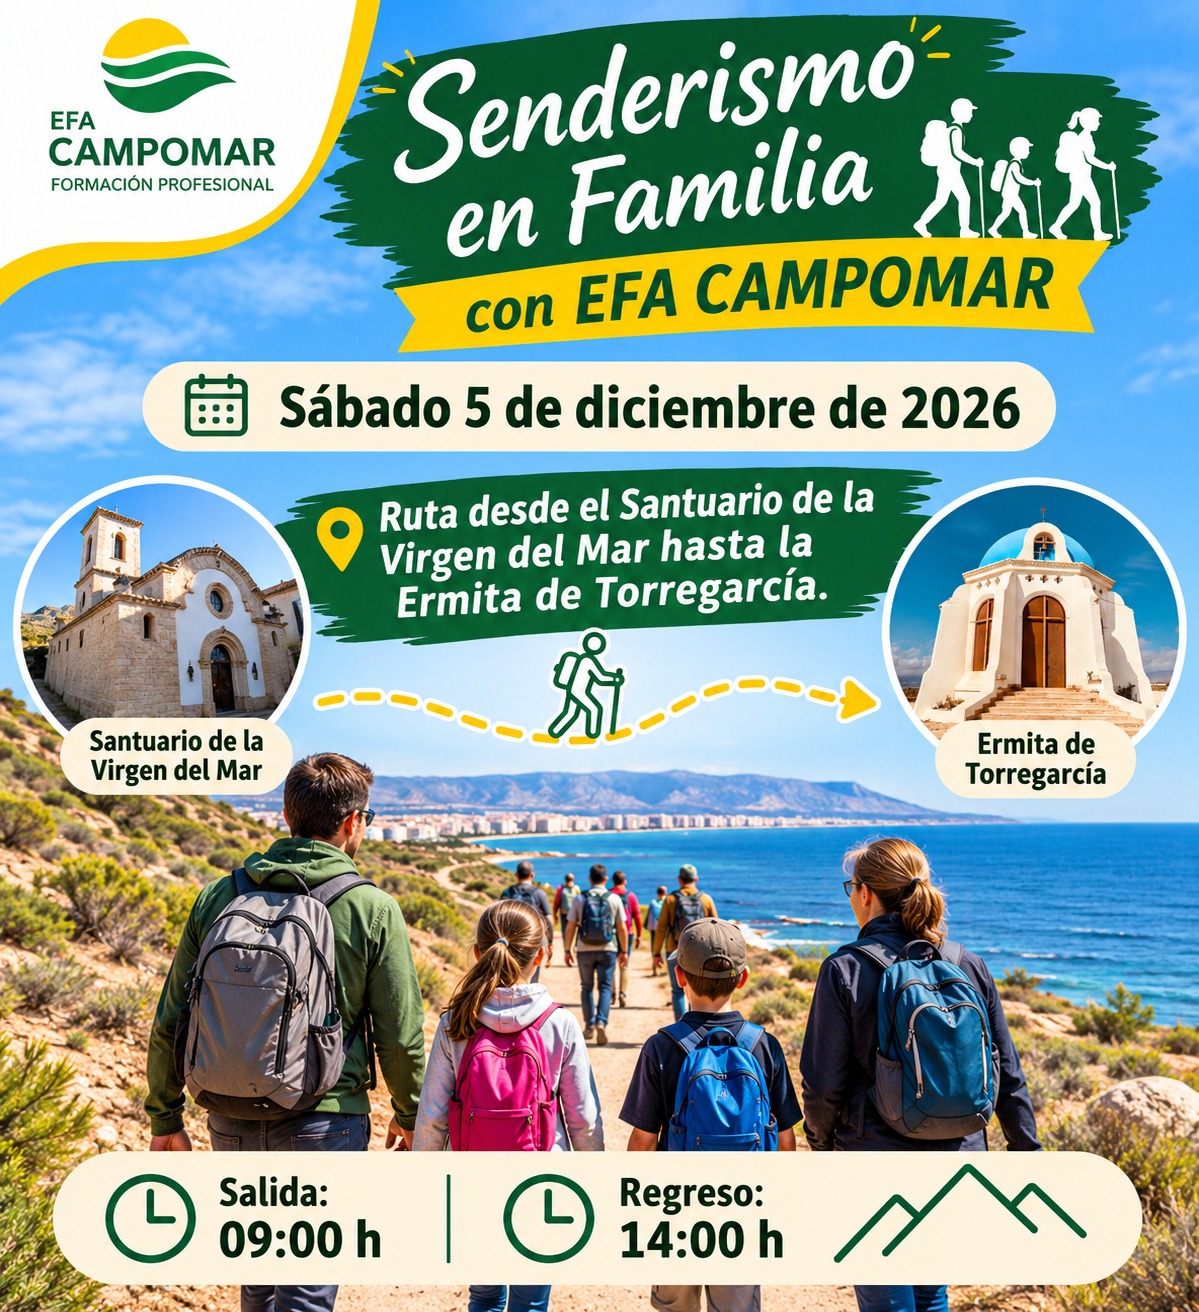 EFA
CAMPOMAR
FORMACIÓN PROFESIONAL
Senderismo
en Familia
con EFA CAMPOMAR
Sábado 5 de diciembre de 2026
Ruta desde el Santuario de la
Virgen del Mar hasta la
Ermita de Torregarcía.
Santuario de la
Virgen del Mar
Ermita de
Torregarcía
Salida:
09:00 h
Regreso:
14:00 h